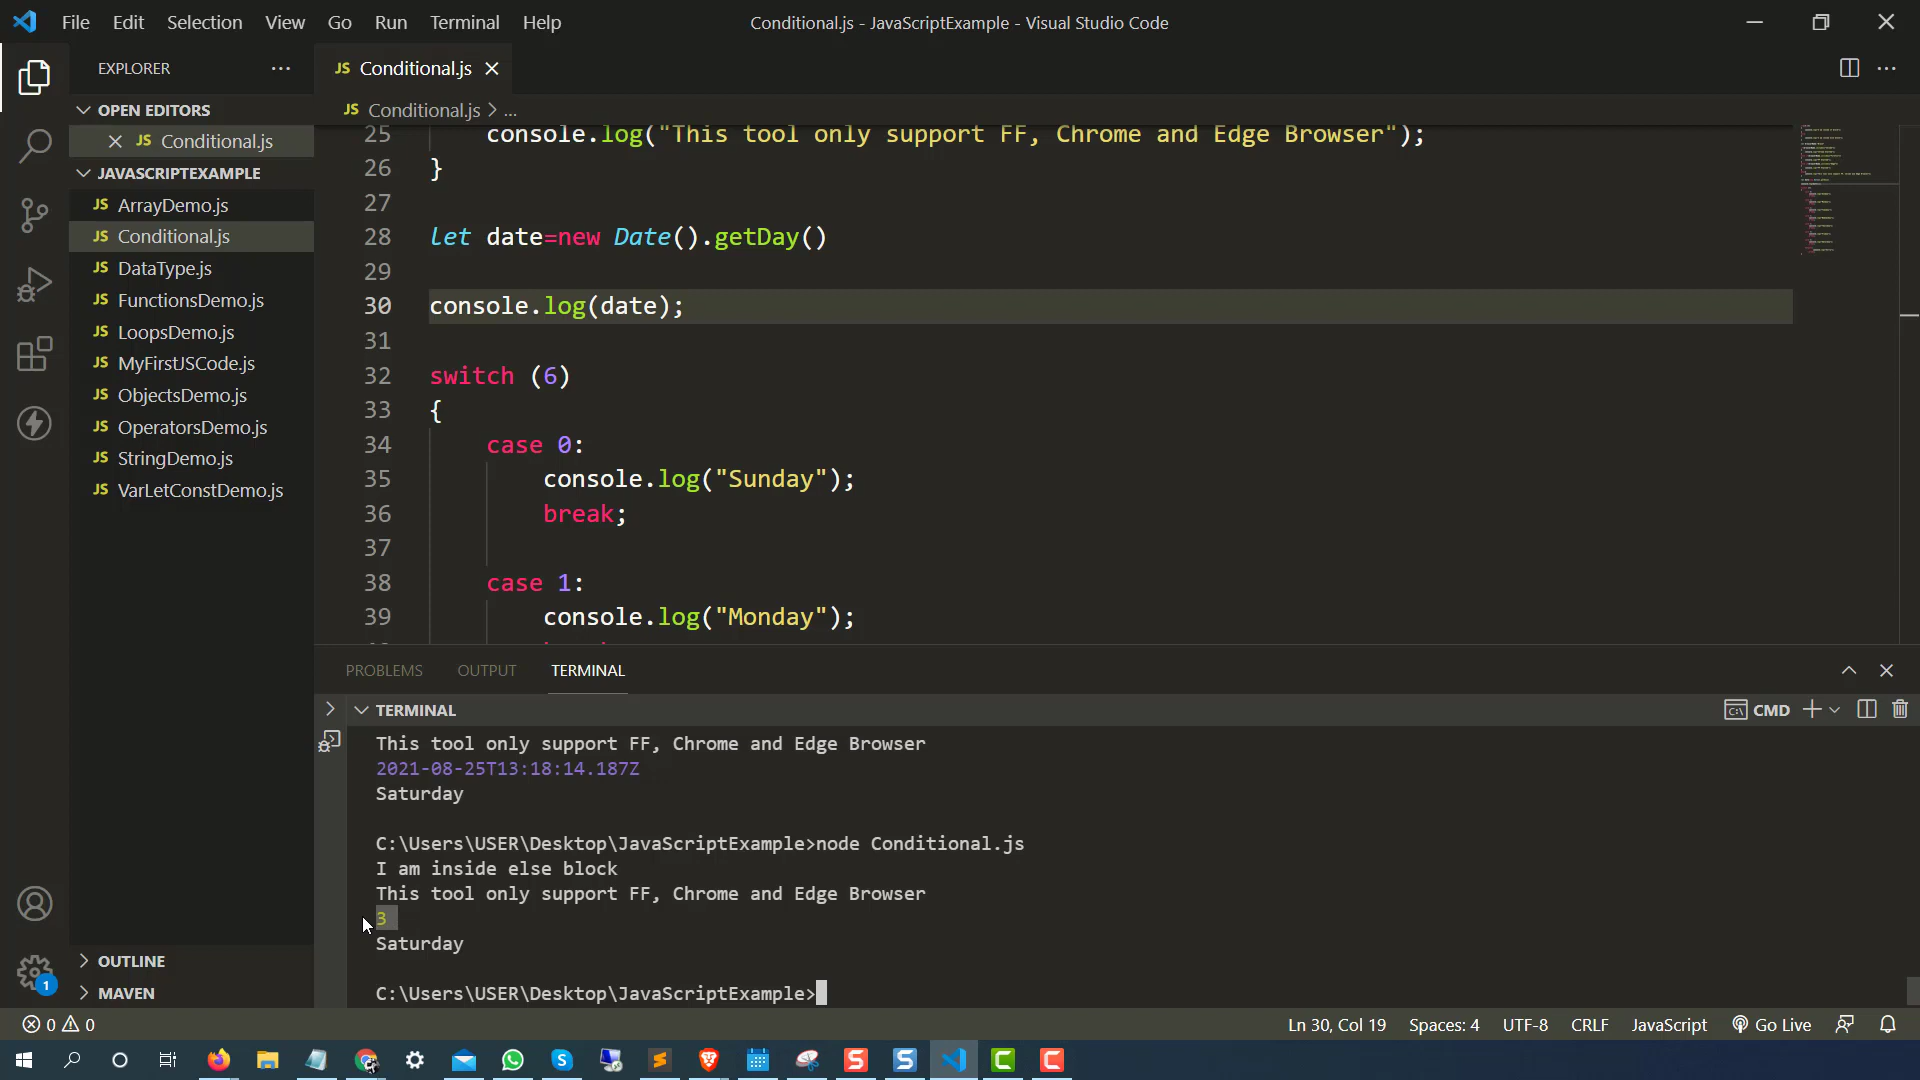 File Edit Selection View Go Run Terminal Help
Conditional.js - JavaScriptExample - Visual Studio Code
EXPLORER
JS Conditional.js
OPEN EDITORS
JS Conditional.js > ...
JS Conditional.js
JAVASCRIPTEXAMPLE
JS ArrayDemo.js
JS Conditional.js
JS DataType.js
JS FunctionsDemo.js
JS LoopsDemo.js
JS MyFirstJSCode.js
JS ObjectsDemo.js
JS OperatorsDemo.js
JS StringDemo.js
JS VarLetConstDemo.js
OUTLINE
MAVEN
1
25 console.log("This tool only support FF, Chrome and Edge Browser");
26 }
27
28 let date=new Date().getDay()
29
30 console.log(date);
31
32 switch (6)
33 {
34 case 0:
35 console.log("Sunday");
36 break;
37
38 case 1:
39 console.log("Monday");
PROBLEMS OUTPUT TERMINAL
TERMINAL
CMD
This tool only support FF, Chrome and Edge Browser
2021-08-25T13:18:14.187Z
Saturday
C:\Users\USER\Desktop\JavaScriptExample>node Conditional.js
I am inside else block
This tool only support FF, Chrome and Edge Browser
3
Saturday
C:\Users\USER\Desktop\JavaScriptExample>
0 0
Ln 30, Col 19 Spaces: 4 UTF-8 CRLF JavaScript Go Live